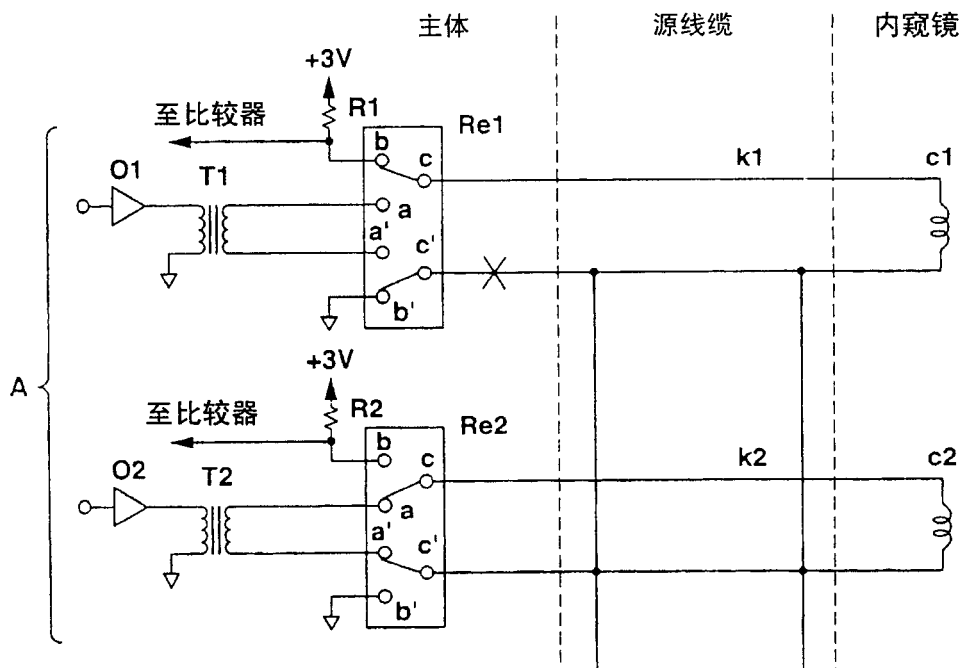 主体 源线缆 内窥镜
+3V
R1
至比较器
Re1
b
c
k1
c1
O1
T1
a
a'
c'
b'
A
+3V
R2
至比较器
Re2
b
c
k2
c2
O2
T2
a
a'
c'
b'